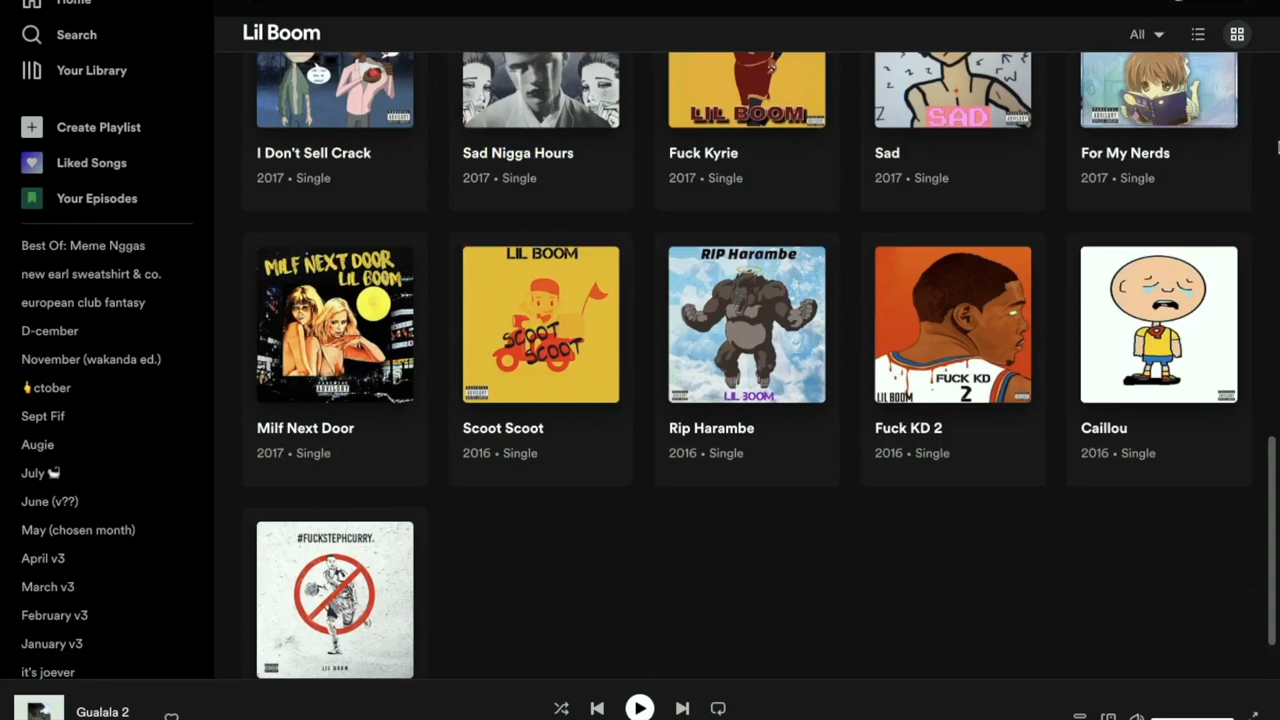 Home
Search
Your Library
Create Playlist
Liked Songs
Your Episodes
Best Of: Meme Nggas
new earl sweatshirt & co.
european club fantasy
D-cember
November (wakanda ed.)
🖕ctober
Sept Fif
Augie
July
June (v??)
May (chosen month)
April v3
March v3
February v3
January v3
it's joever
Lil Boom
All
LIL BOOM
SAD
I Don't Sell Crack
2017 • Single
Sad Nigga Hours
2017 • Single
Fuck Kyrie
2017 • Single
Sad
2017 • Single
For My Nerds
2017 • Single
MILF NEXT DOOR
LIL BOOM
LIL BOOM
SCOOT
SCOOT
RIP Harambe
LIL BOOM
FUCK KD
2
LIL BOOM
Milf Next Door
2017 • Single
Scoot Scoot
2016 • Single
Rip Harambe
2016 • Single
Fuck KD 2
2016 • Single
Caillou
2016 • Single
#FUCKSTEPHCURRY.
LIL BOOM
Gualala 2